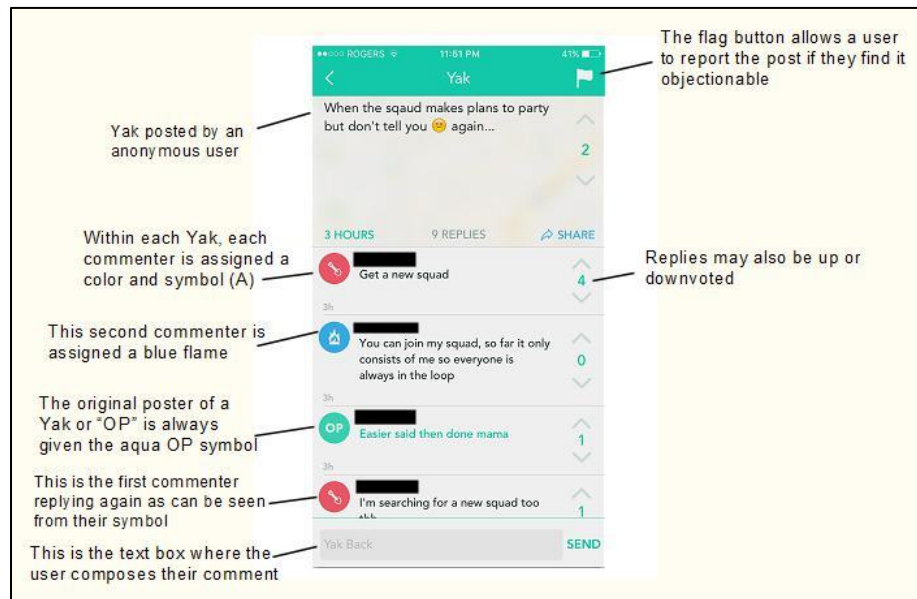 ROGERS 11:51 PM 41%
Yak
When the sqaud makes plans to party
but don't tell you 😕 again...
2
3 HOURS 9 REPLIES SHARE
Get a new squad
4
3h
You can join my squad, so far it only
consists of me so everyone is
always in the loop
0
3h
OP
Easier said then done mama
1
3h
I'm searching for a new squad too
tbh
1
Yak Back SEND
Yak posted by an
anonymous user
Within each Yak, each
commenter is assigned a
color and symbol (A)
This second commenter is
assigned a blue flame
The original poster of a
Yak or “OP” is always
given the aqua OP symbol
This is the first commenter
replying again as can be seen
from their symbol
This is the text box where the
user composes their comment
The flag button allows a user
to report the post if they find it
objectionable
Replies may also be up or
downvoted